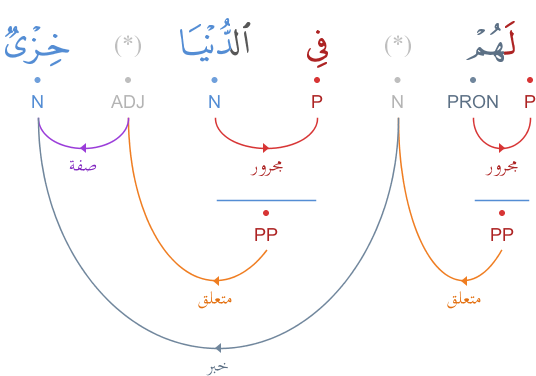 لَهُمْ (*) فِى ٱلدُّنْيَا (*) خِزْىٌ
P PRON N P N ADJ N
مجرور مجرور صفة
PP PP
متعلق متعلق
خبر